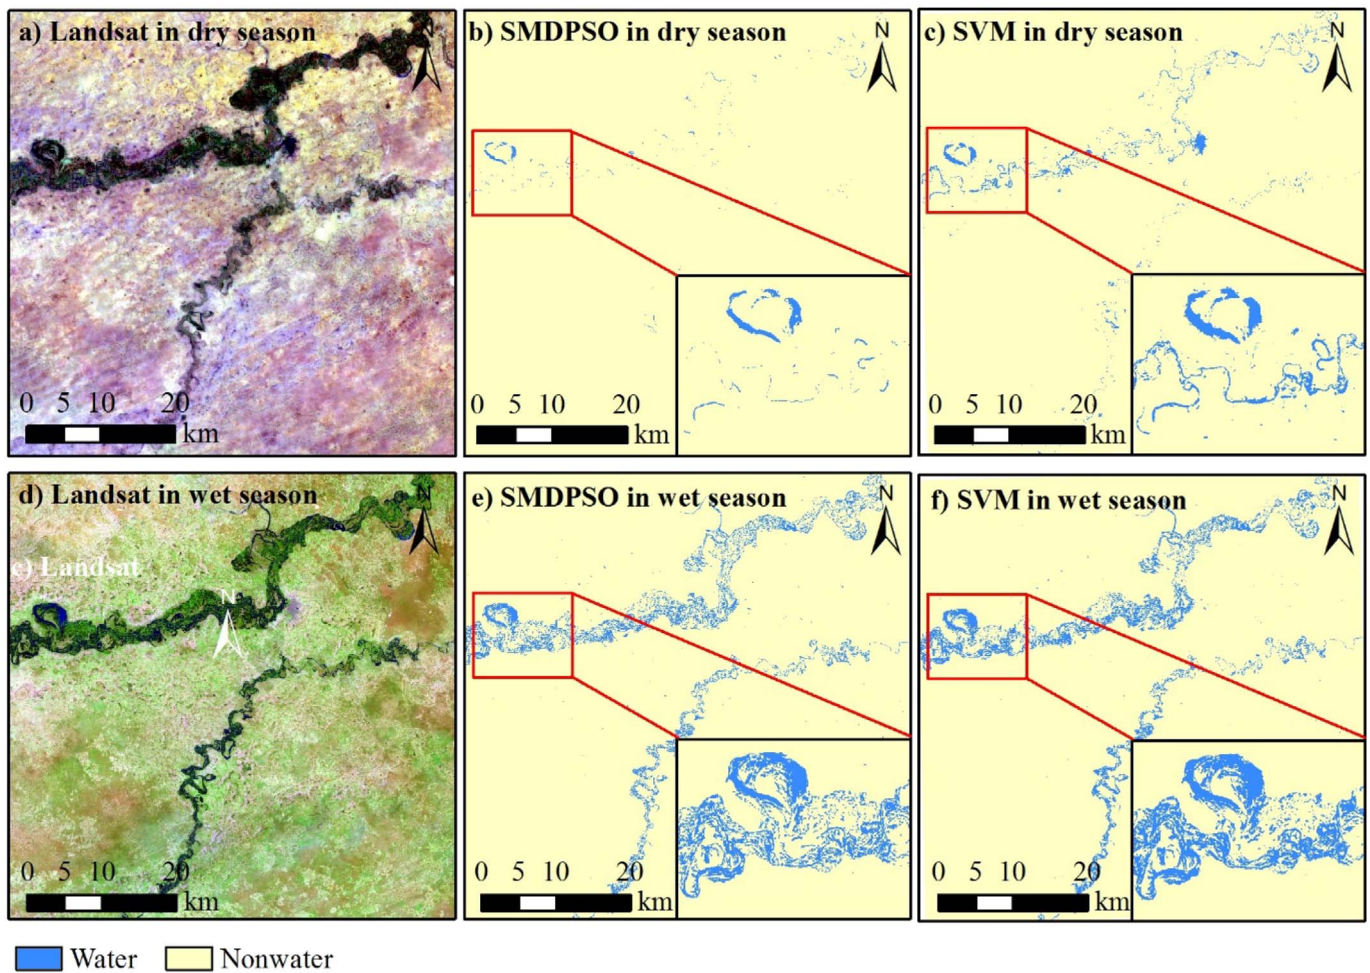 a) Landsat in dry season
N
0 5 10 20
km
b) SMDPSO in dry season
N
0 5 10 20
km
c) SVM in dry season
N
0 5 10 20
km
d) Landsat in wet season
N
c) Landsat
N
0 5 10 20
km
e) SMDPSO in wet season
N
0 5 10 20
km
f) SVM in wet season
N
0 5 10 20
km
Water
Nonwater